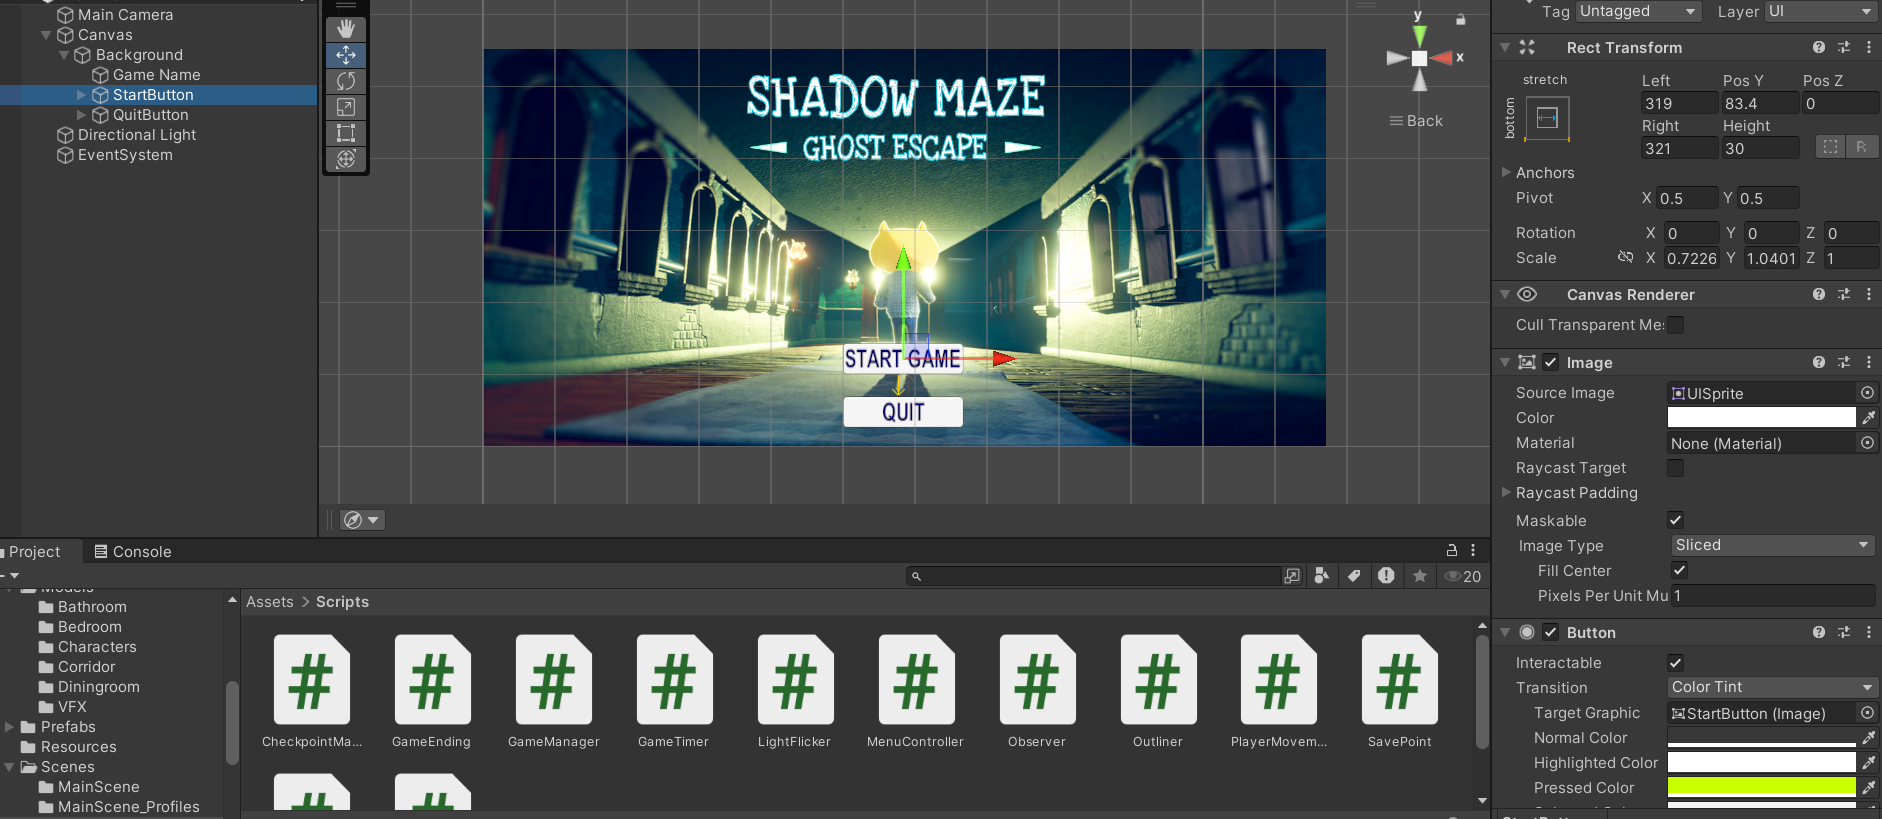 Main Camera
Canvas
Background
Game Name
StartButton
QuitButton
Directional Light
EventSystem
y
x
Back
SHADOW MAZE
GHOST ESCAPE
START GAME
QUIT
Tag Untagged Layer UI
Rect Transform
stretch
bottom
Left Pos Y Pos Z
319 83.4 0
Right Height
321 30
R
Anchors
Pivot X 0.5 Y 0.5
Rotation X 0 Y 0 Z 0
Scale X 0.7226 Y 1.0401 Z 1
Canvas Renderer
Cull Transparent Me
Image
Source Image UISprite
Color
Material None (Material)
Raycast Target
Raycast Padding
Maskable
Image Type Sliced
Fill Center
Pixels Per Unit Mu 1
Button
Interactable
Transition Color Tint
Target Graphic StartButton (Image)
Normal Color
Highlighted Color
Pressed Color
Project Console
20
Models
Bathroom
Bedroom
Characters
Corridor
Diningroom
VFX
Prefabs
Resources
Scenes
MainScene
MainScene_Profiles
Assets > Scripts
CheckpointMa... GameEnding GameManager GameTimer LightFlicker MenuController Observer Outliner PlayerMovem... SavePoint